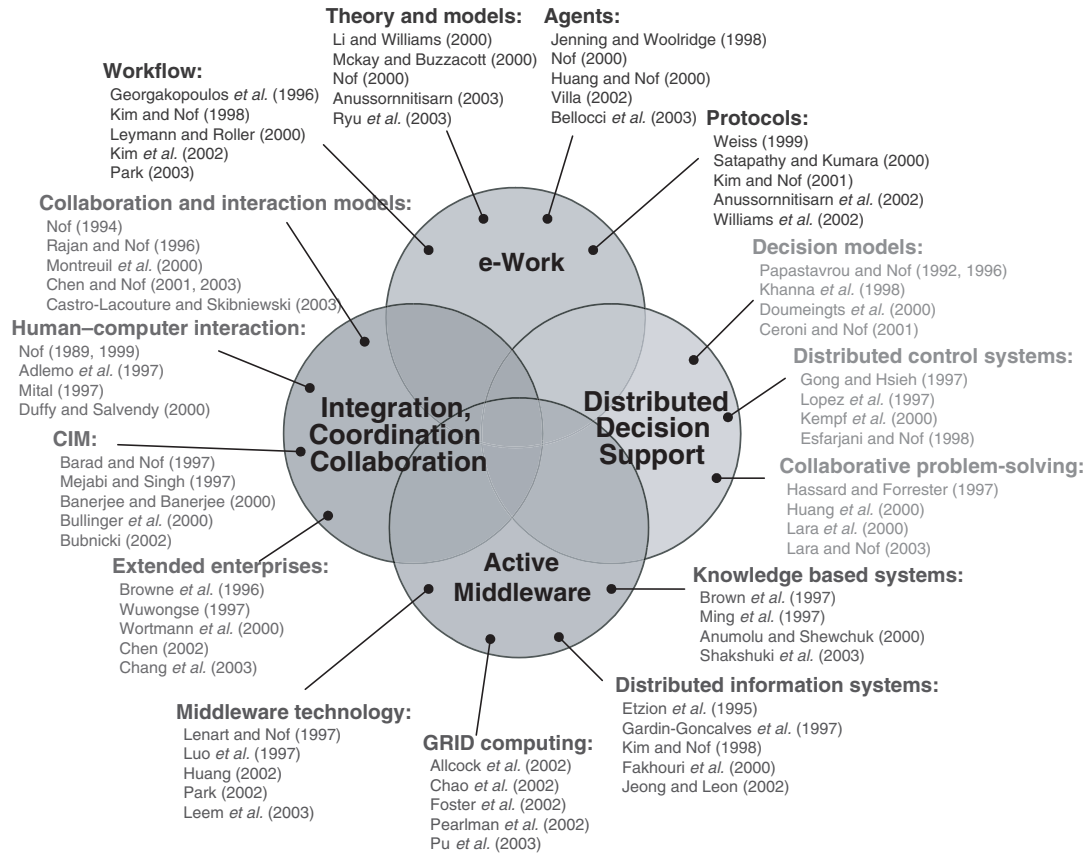 Theory and models:
Li and Williams (2000)
Mckay and Buzzacott (2000)
Nof (2000)
Anussornnitisarn (2003)
Ryu et al. (2003)
Agents:
Jenning and Woolridge (1998)
Nof (2000)
Huang and Nof (2000)
Villa (2002)
Bellocci et al. (2003)
Workflow:
Georgakopoulos et al. (1996)
Kim and Nof (1998)
Leymann and Roller (2000)
Kim et al. (2002)
Park (2003)
Protocols:
Weiss (1999)
Satapathy and Kumara (2000)
Kim and Nof (2001)
Anussornnitisarn et al. (2002)
Williams et al. (2002)
Collaboration and interaction models:
Nof (1994)
Rajan and Nof (1996)
Montreuil et al. (2000)
Chen and Nof (2001, 2003)
Castro-Lacouture and Skibniewski (2003)
e-Work
Decision models:
Papastavrou and Nof (1992, 1996)
Khanna et al. (1998)
Doumeingts et al. (2000)
Ceroni and Nof (2001)
Human–computer interaction:
Nof (1989, 1999)
Adlemo et al. (1997)
Mital (1997)
Duffy and Salvendy (2000)
Integration,
Coordination
Collaboration
Distributed
Decision
Support
Distributed control systems:
Gong and Hsieh (1997)
Lopez et al. (1997)
Kempf et al. (2000)
Esfarjani and Nof (1998)
CIM:
Barad and Nof (1997)
Mejabi and Singh (1997)
Banerjee and Banerjee (2000)
Bullinger et al. (2000)
Bubnicki (2002)
Collaborative problem-solving:
Hassard and Forrester (1997)
Huang et al. (2000)
Lara et al. (2000)
Lara and Nof (2003)
Extended enterprises:
Browne et al. (1996)
Wuwongse (1997)
Wortmann et al. (2000)
Chen (2002)
Chang et al. (2003)
Active
Middleware
Knowledge based systems:
Brown et al. (1997)
Ming et al. (1997)
Anumolu and Shewchuk (2000)
Shakshuki et al. (2003)
Middleware technology:
Lenart and Nof (1997)
Luo et al. (1997)
Huang (2002)
Park (2002)
Leem et al. (2003)
GRID computing:
Allcock et al. (2002)
Chao et al. (2002)
Foster et al. (2002)
Pearlman et al. (2002)
Pu et al. (2003)
Distributed information systems:
Etzion et al. (1995)
Gardin-Goncalves et al. (1997)
Kim and Nof (1998)
Fakhouri et al. (2000)
Jeong and Leon (2002)